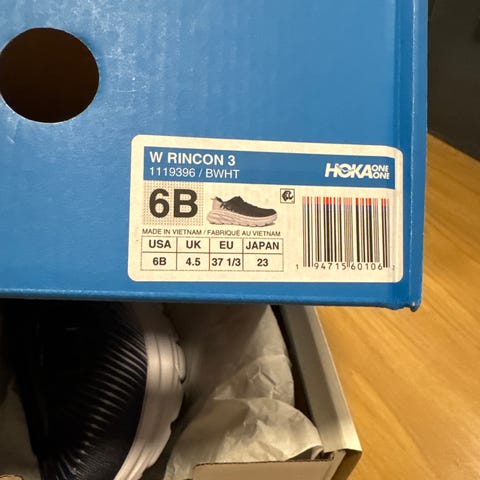 W RINCON 3
1119396 / BWHT
HOKA ONE ONE
6B
MADE IN VIETNAM / FABRIQUÉ AU VIETNAM
USA UK EU JAPAN
6B 4.5 37 1/3 23
1 94715 60106